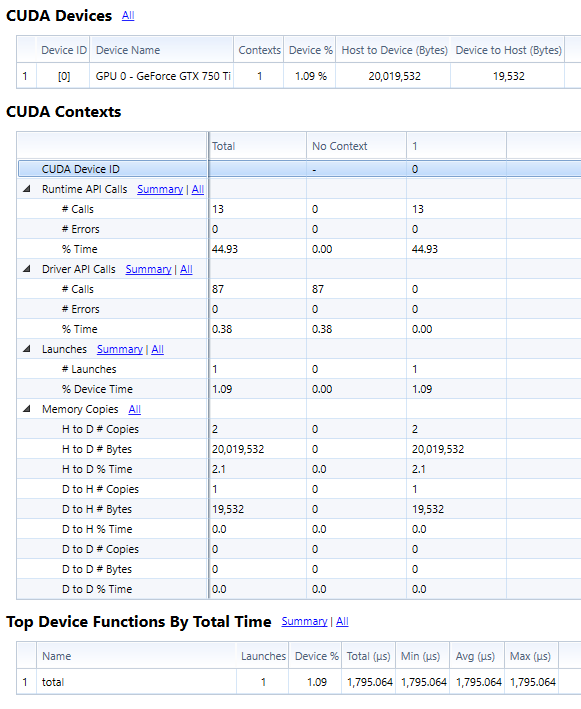 CUDA Devices All
Device ID Device Name Contexts Device % Host to Device (Bytes) Device to Host (Bytes)
1 [0] GPU 0 - GeForce GTX 750 Ti 1 1.09 % 20,019,532 19,532
CUDA Contexts
Total No Context 1
CUDA Device ID - 0
Runtime API Calls Summary | All
# Calls 13 0 13
# Errors 0 0 0
% Time 44.93 0.00 44.93
Driver API Calls Summary | All
# Calls 87 87 0
# Errors 0 0 0
% Time 0.38 0.38 0.00
Launches Summary | All
# Launches 1 0 1
% Device Time 1.09 0.00 1.09
Memory Copies All
H to D # Copies 2 0 2
H to D # Bytes 20,019,532 0 20,019,532
H to D % Time 2.1 0.0 2.1
D to H # Copies 1 0 1
D to H # Bytes 19,532 0 19,532
D to H % Time 0.0 0.0 0.0
D to D # Copies 0 0 0
D to D # Bytes 0 0 0
D to D % Time 0.0 0.0 0.0
Top Device Functions By Total Time Summary | All
Name Launches Device % Total (µs) Min (µs) Avg (µs) Max (µs)
1 total 1 1.09 1,795.064 1,795.064 1,795.064 1,795.064